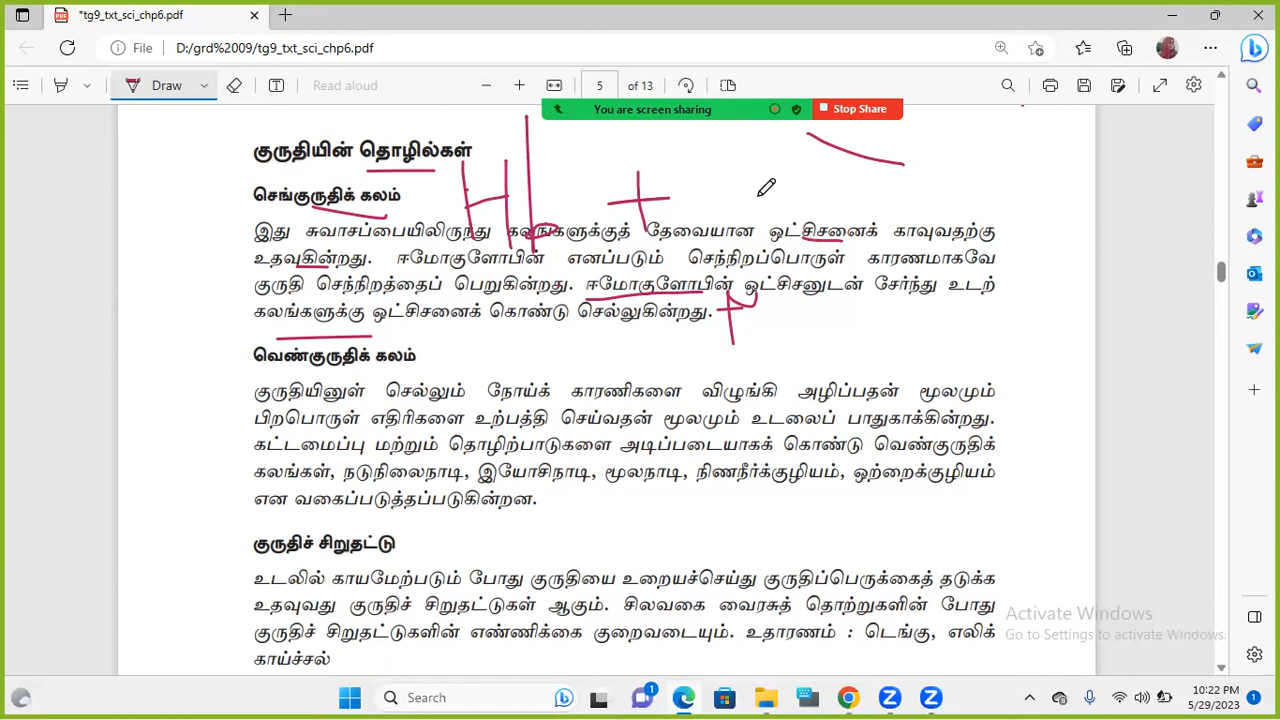 *tg9_txt_sci_chp6.pdf
File D:/grd%2009/tg9_txt_sci_chp6.pdf
Draw Read aloud 5 of 13
You are screen sharing Stop Share
குருதியின் தொழில்கள்
செங்குருதிக் கலம்
Hb +
இது சுவாசப்பையிலிருந்து கலங்களுக்குத் தேவையான ஒட்சிசனைக் காவுவதற்கு
உதவுகின்றது. ஈமோகுளோபின் எனப்படும் செந்நிறப்பொருள் காரணமாகவே
குருதி செந்நிறத்தைப் பெறுகின்றது. ஈமோகுளோபின் ஒட்சிசனுடன் சேர்ந்து உடற்
கலங்களுக்கு ஒட்சிசனைக் கொண்டு செல்லுகின்றது.
வெண்குருதிக் கலம்
குருதியினுள் செல்லும் நோய்க் காரணிகளை விழுங்கி அழிப்பதன் மூலமும்
பிறபொருள் எதிரிகளை உற்பத்தி செய்வதன் மூலமும் உடலைப் பாதுகாக்கின்றது.
கட்டமைப்பு மற்றும் தொழிற்பாடுகளை அடிப்படையாகக் கொண்டு வெண்குருதிக்
கலங்கள், நடுநிலைநாடி, இயோசிநாடி, மூலநாடி, நிணநீர்க்குழியம், ஒற்றைக்குழியம்
என வகைப்படுத்தப்படுகின்றன.
குருதிச் சிறுதட்டு
உடலில் காயமேற்படும் போது குருதியை உறையச்செய்து குருதிப்பெருக்கைத் தடுக்க
உதவுவது குருதிச் சிறுதட்டுகள் ஆகும். சிலவகை வைரசுத் தொற்றுகளின் போது
குருதிச் சிறுதட்டுகளின் எண்ணிக்கை குறைவடையும். உதாரணம் : டெங்கு, எலிக்
காய்ச்சல்
Activate Windows
Go to Settings to activate Windows.
Search 1 10:22 PM
5/29/2023 1